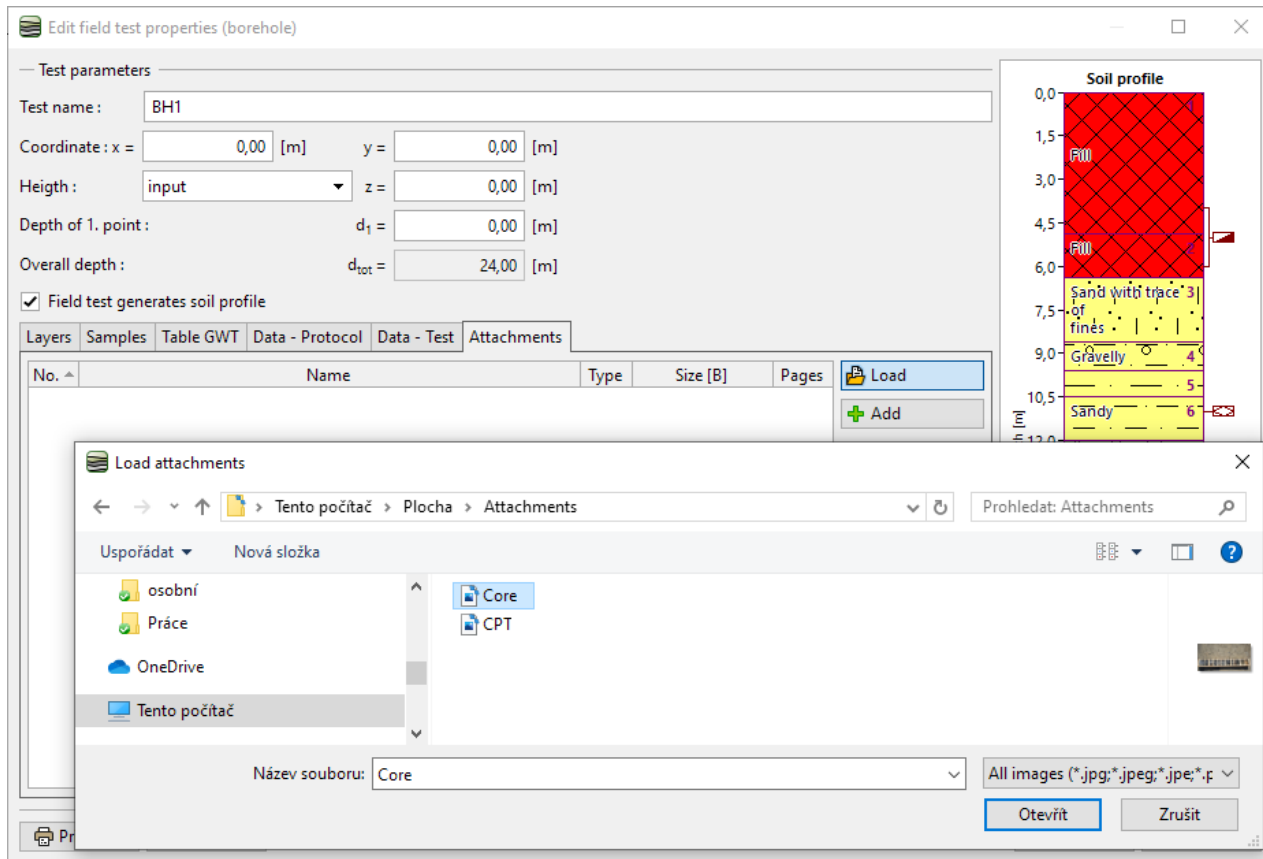 Edit field test properties (borehole)
Test parameters
Test name : BH1
Coordinate : x = 0,00 [m] y = 0,00 [m]
Heigth : input z = 0,00 [m]
Depth of 1. point : d1 = 0,00 [m]
Overall depth : dtot = 24,00 [m]
Field test generates soil profile
Layers Samples Table GWT Data - Protocol Data - Test Attachments
No. Name Type Size [B] Pages
Load
Add
Soil profile
0,0
1
1,5
Fill
3,0
4,5
Fill 2
6,0
Sand with trace 3
7,5 of
fines
9,0 Gravelly 4
5
10,5
Sandy 6
[m]
12,0
Load attachments
Tento počítač > Plocha > Attachments
Prohledat: Attachments
Uspořádat Nová složka
osobní
Práce
OneDrive
Tento počítač
Core
CPT
Název souboru: Core
All images (*.jpg;*.jpeg;*.jpe;*.p
Otevřít Zrušit
Pr